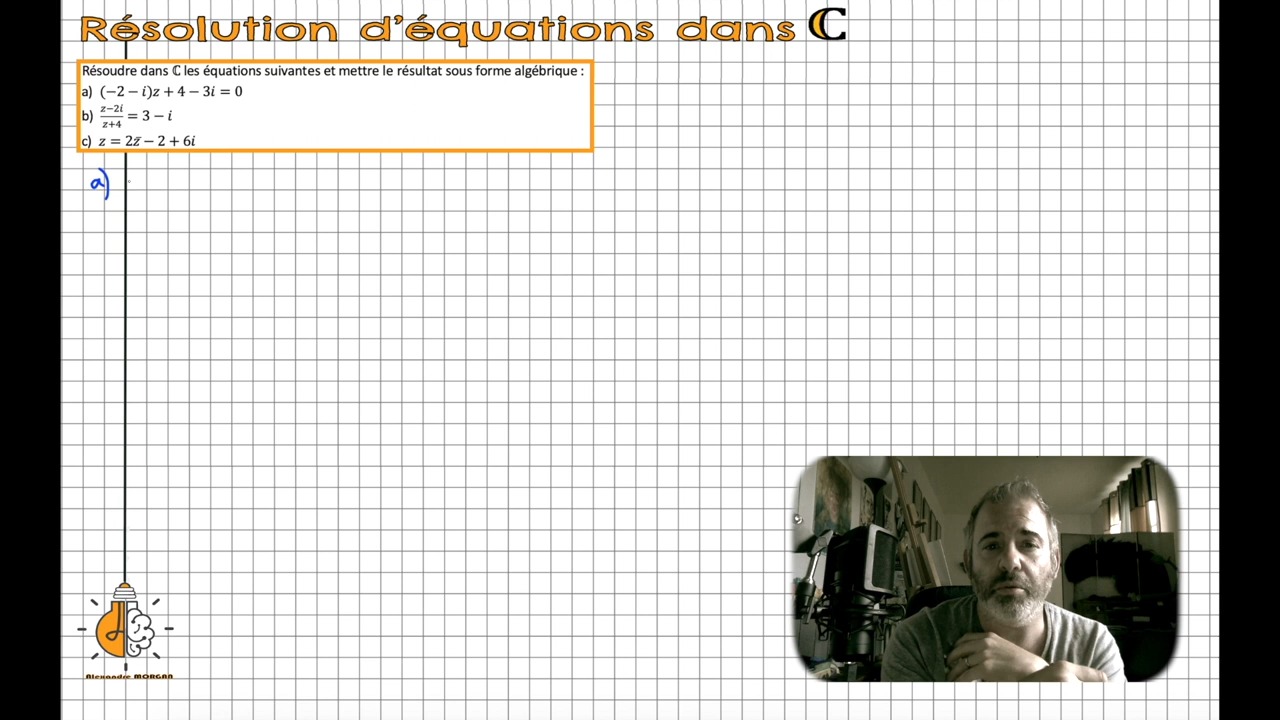 Résolution d'équations dans ℂ
Résoudre dans ℂ les équations suivantes et mettre le résultat sous forme algébrique :
a) (−2 − i)z + 4 − 3i = 0
b) (z−2i)/(z+4) = 3 − i
c) z = 2z̄ − 2 + 6i
a)
Alexandre MORGAN